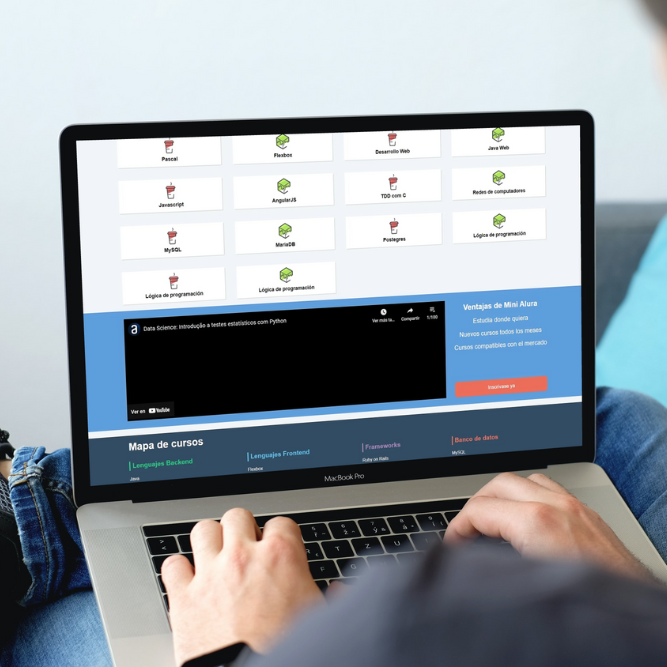 Pascal
Flexbox
Desarrollo Web
Java Web
Javascript
AngularJS
TDD com C
Redes de computadores
MySQL
MariaDB
Postegres
Lógica de programación
Lógica de programación
Lógica de programación
Data Science: Introdução a testes estatísticos com Python
Ver más ta...
Compartir
1/100
Ver en YouTube
Ventajas de Mini Alura
Estudia donde quiera
Nuevos cursos todos los meses
Cursos compatibles con el mercado
Inscríbase ya
Mapa de cursos
Lenguajes Backend
Lenguajes Frontend
Frameworks
Banco de datos
Java
Flexbox
Ruby on Rails
MySQL
MacBook Pro